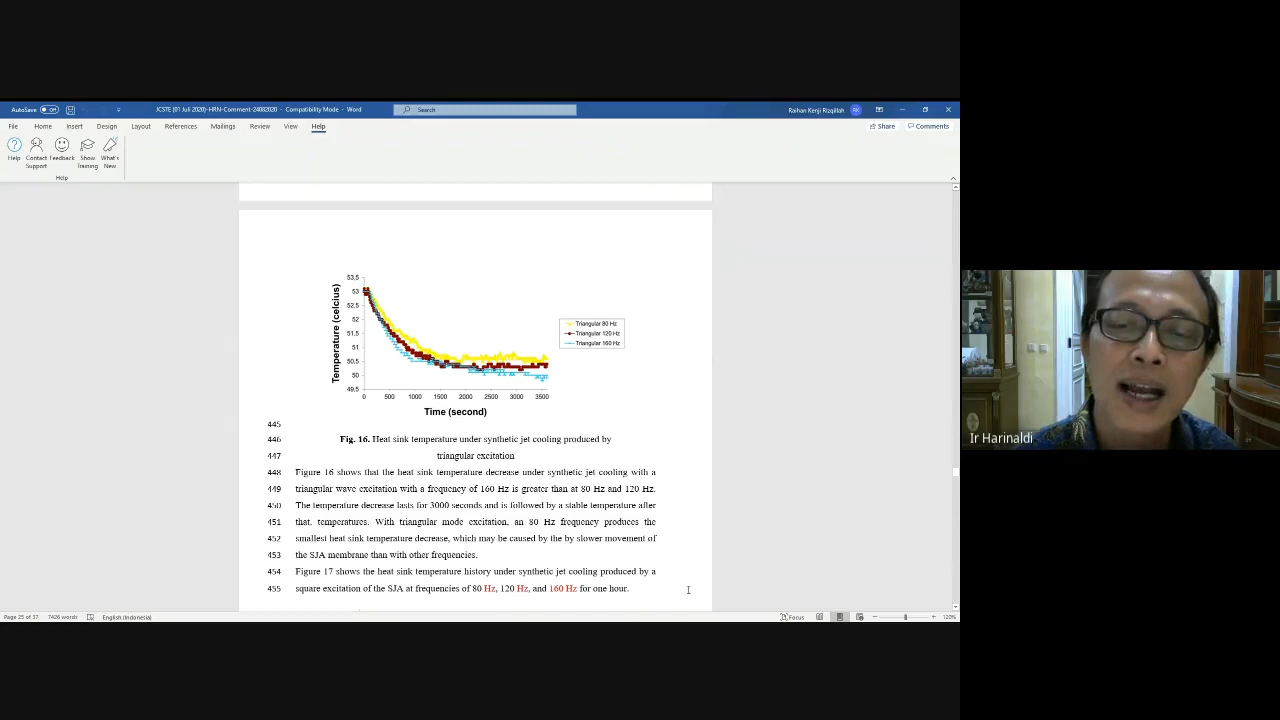 AutoSave Off JCSTE (01 Juli 2020)-HRN-Comment-24082020 - Compatibility Mode - Word Search Raihan Kenji Rizqillah RK
File Home Insert Design Layout References Mailings Review View Help Share Comments
Help Contact Support Feedback Show Training What's New
Help
53,5
53
52,5
52
51,5
51
50,5
50
49,5
Temperature (celcius)
0 500 1000 1500 2000 2500 3000 3500
Time (second)
Triangular 80 Hz
Triangular 120 Hz
Triangular 160 Hz
445
446 Fig. 16. Heat sink temperature under synthetic jet cooling produced by
447 triangular excitation
448 Figure 16 shows that the heat sink temperature decrease under synthetic jet cooling with a
449 triangular wave excitation with a frequency of 160 Hz is greater than at 80 Hz and 120 Hz.
450 The temperature decrease lasts for 3000 seconds and is followed by a stable temperature after
451 that, temperatures. With triangular mode excitation, an 80 Hz frequency produces the
452 smallest heat sink temperature decrease, which may be caused by the by slower movement of
453 the SJA membrane than with other frequencies.
454 Figure 17 shows the heat sink temperature history under synthetic jet cooling produced by a
455 square excitation of the SJA at frequencies of 80 Hz, 120 Hz, and 160 Hz for one hour.
Page 25 of 37 7426 words English (Indonesia) Focus 120%
Ir Harinaldi